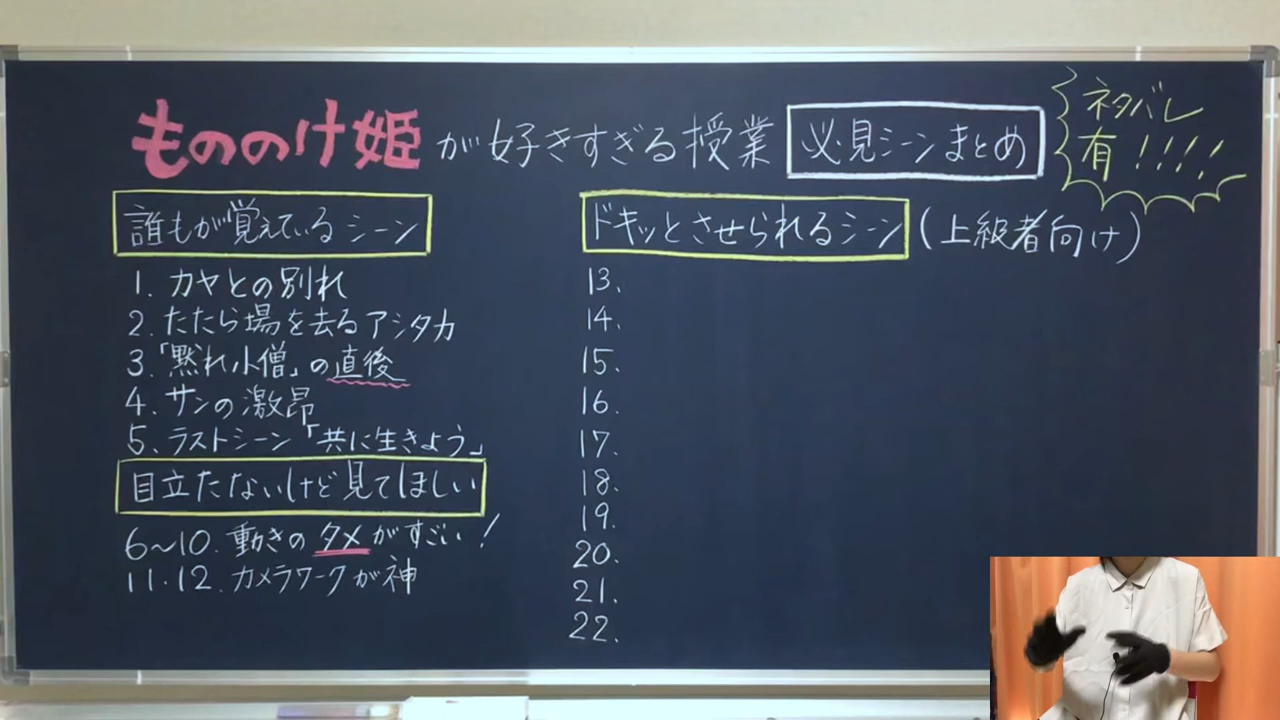 もののけ姫が好きすぎる授業 必見シーンまとめ
ネタバレ
有!!!!
誰もが覚えているシーン
1. カヤとの別れ
2. たたら場を去るアシタカ
3.「黙れ小僧」の直後
4. サンの激昂
5. ラストシーン「共に生きよう」
目立たないけど見てほしい
6〜10. 動きのタメがすごい!
11・12. カメラワークが神
ドキッとさせられるシーン(上級者向け)
13.
14.
15.
16.
17.
18.
19.
20.
21.
22.